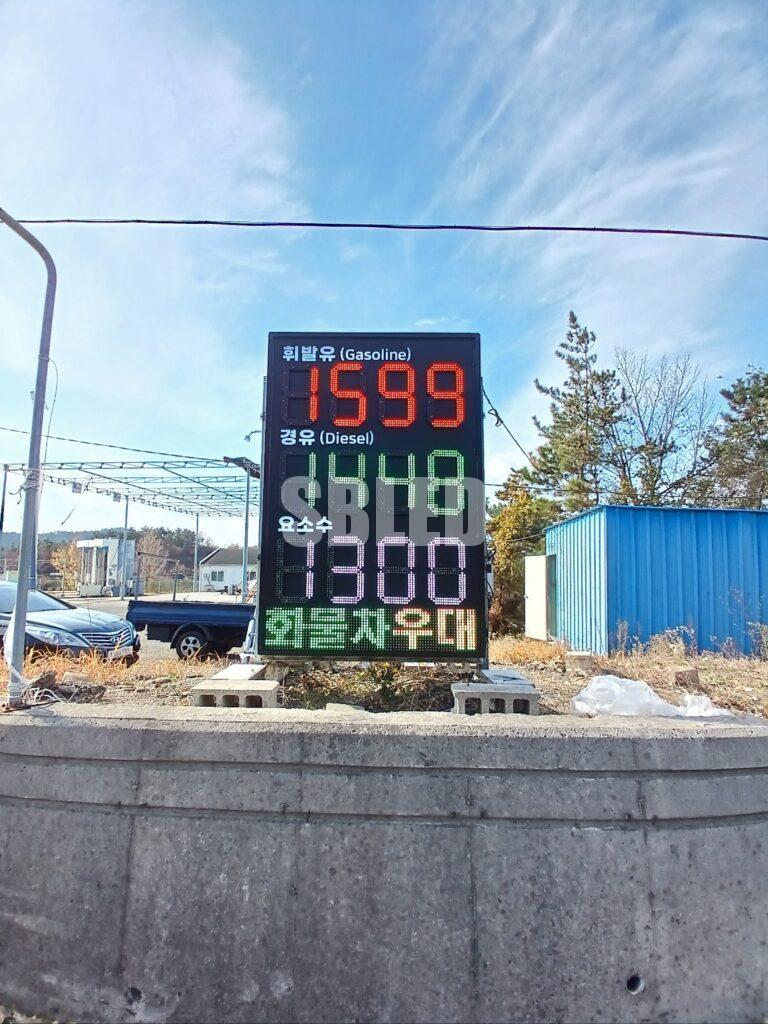 휘발유 (Gasoline)
1599
경유 (Diesel)
1448
SBLED
요소수
1300
화물차우대